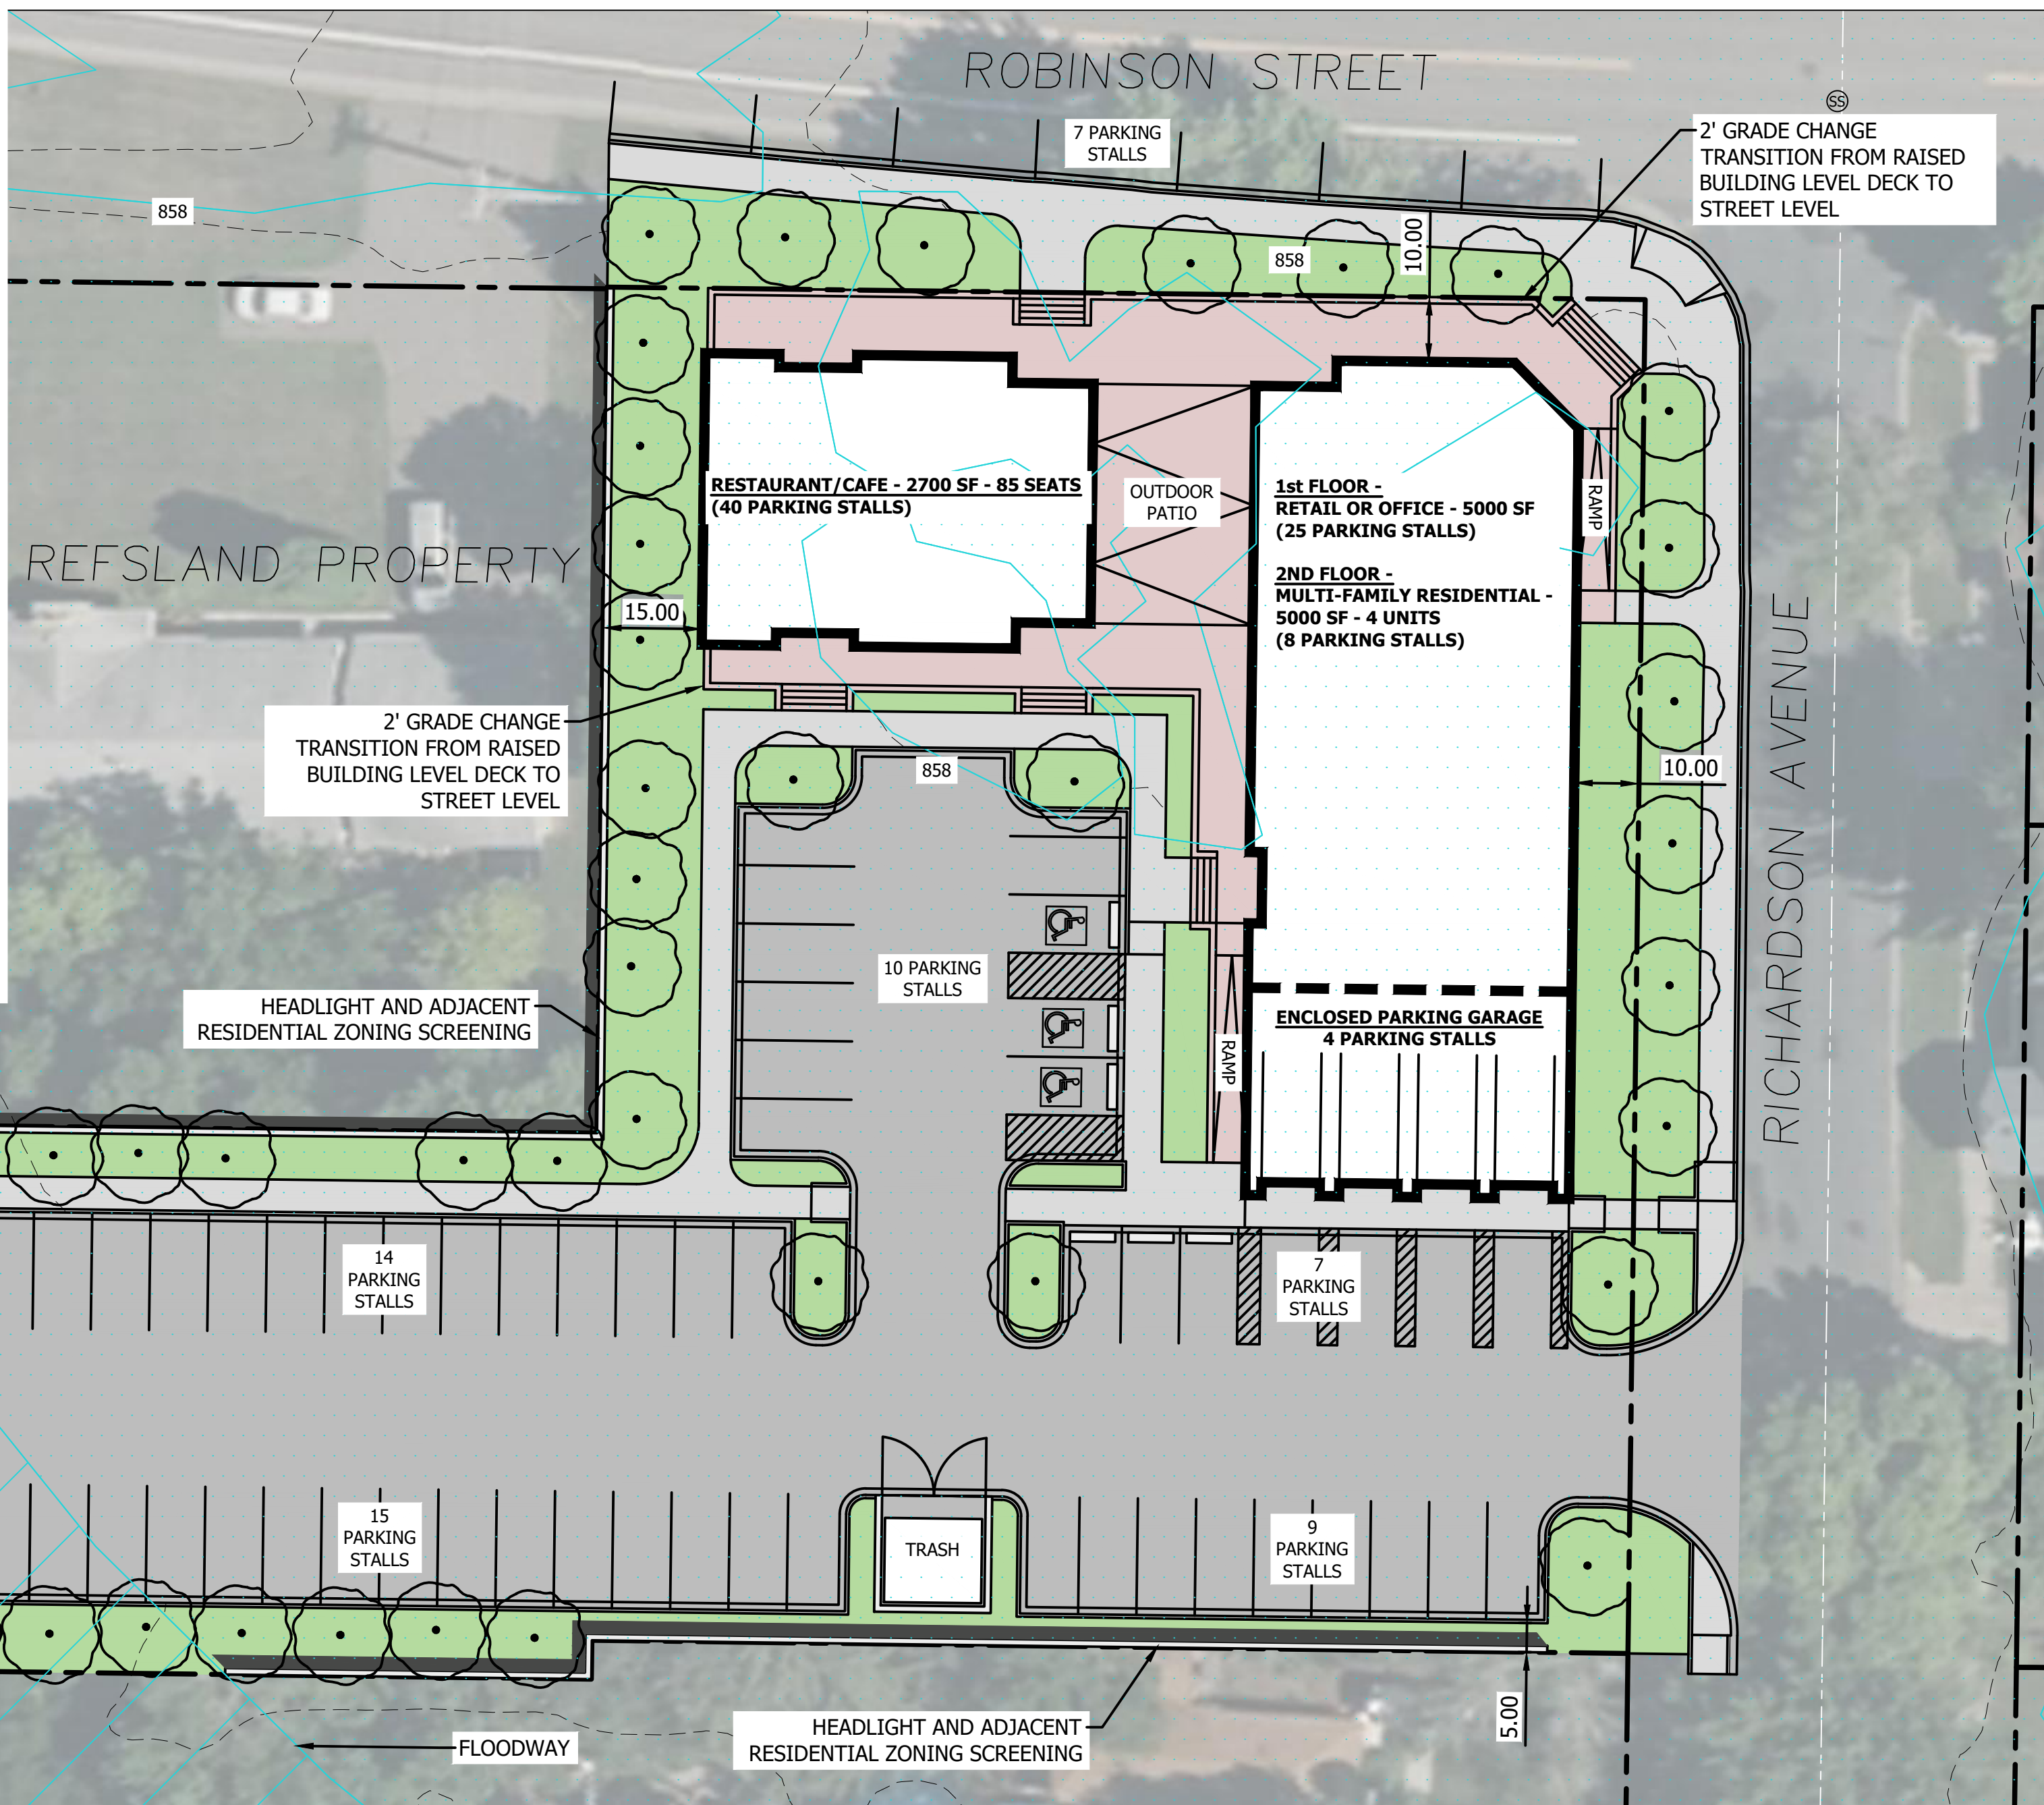 ROBINSON STREET
SS
7 PARKING
STALLS
2' GRADE CHANGE
TRANSITION FROM RAISED
BUILDING LEVEL DECK TO
STREET LEVEL
858
858
10.00
RESTAURANT/CAFE - 2700 SF - 85 SEATS
(40 PARKING STALLS)
OUTDOOR
PATIO
1st FLOOR -
RETAIL OR OFFICE - 5000 SF
(25 PARKING STALLS)
2ND FLOOR -
MULTI-FAMILY RESIDENTIAL -
5000 SF - 4 UNITS
(8 PARKING STALLS)
RAMP
REFSLAND PROPERTY
15.00
RICHARDSON AVENUE
2' GRADE CHANGE
TRANSITION FROM RAISED
BUILDING LEVEL DECK TO
STREET LEVEL
858
10.00
10 PARKING
STALLS
HEADLIGHT AND ADJACENT
RESIDENTIAL ZONING SCREENING
RAMP
ENCLOSED PARKING GARAGE
4 PARKING STALLS
14
PARKING
STALLS
7
PARKING
STALLS
15
PARKING
STALLS
TRASH
9
PARKING
STALLS
5.00
HEADLIGHT AND ADJACENT
RESIDENTIAL ZONING SCREENING
FLOODWAY